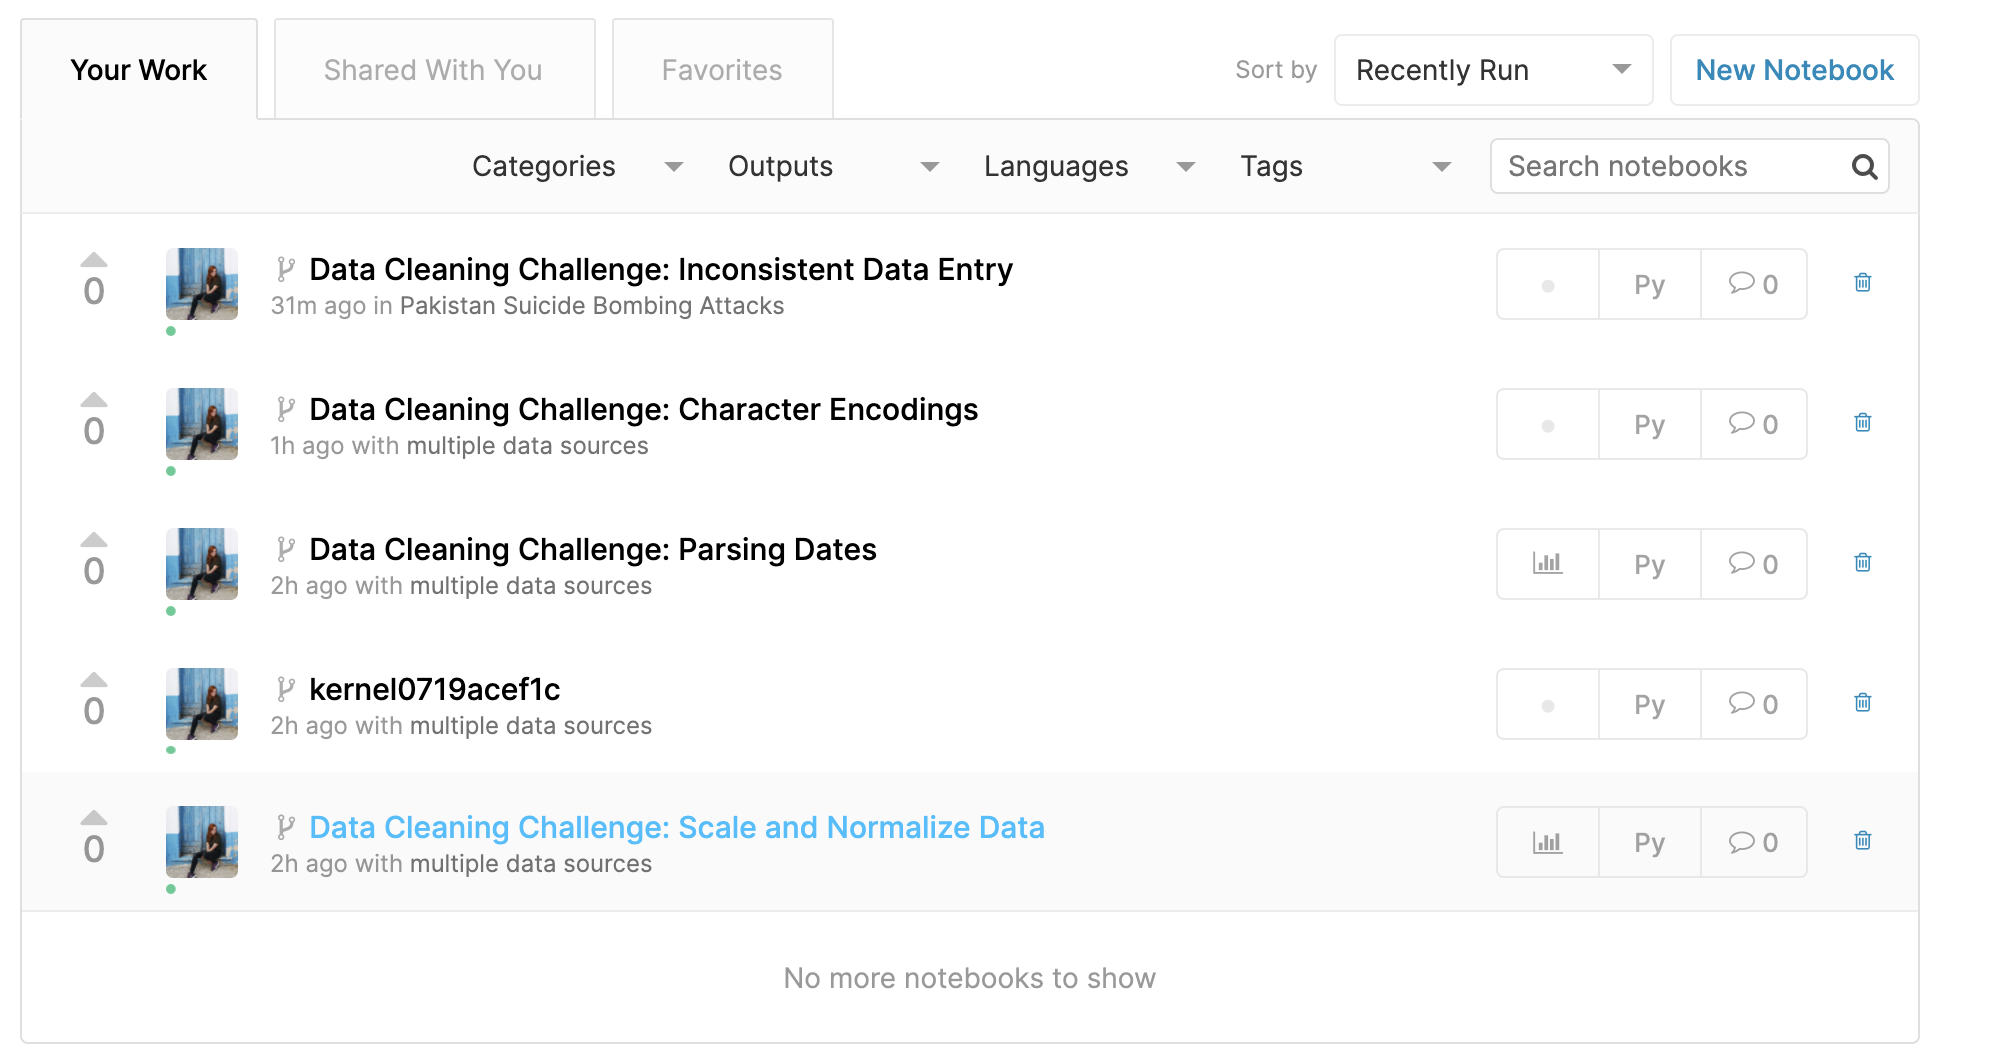 Your Work
Shared With You
Favorites
Sort by
Recently Run
New Notebook
Categories
Outputs
Languages
Tags
Search notebooks
0
Data Cleaning Challenge: Inconsistent Data Entry
31m ago in Pakistan Suicide Bombing Attacks
Py
0
0
Data Cleaning Challenge: Character Encodings
1h ago with multiple data sources
Py
0
0
Data Cleaning Challenge: Parsing Dates
2h ago with multiple data sources
Py
0
0
kernel0719acef1c
2h ago with multiple data sources
Py
0
0
Data Cleaning Challenge: Scale and Normalize Data
2h ago with multiple data sources
Py
0
No more notebooks to show